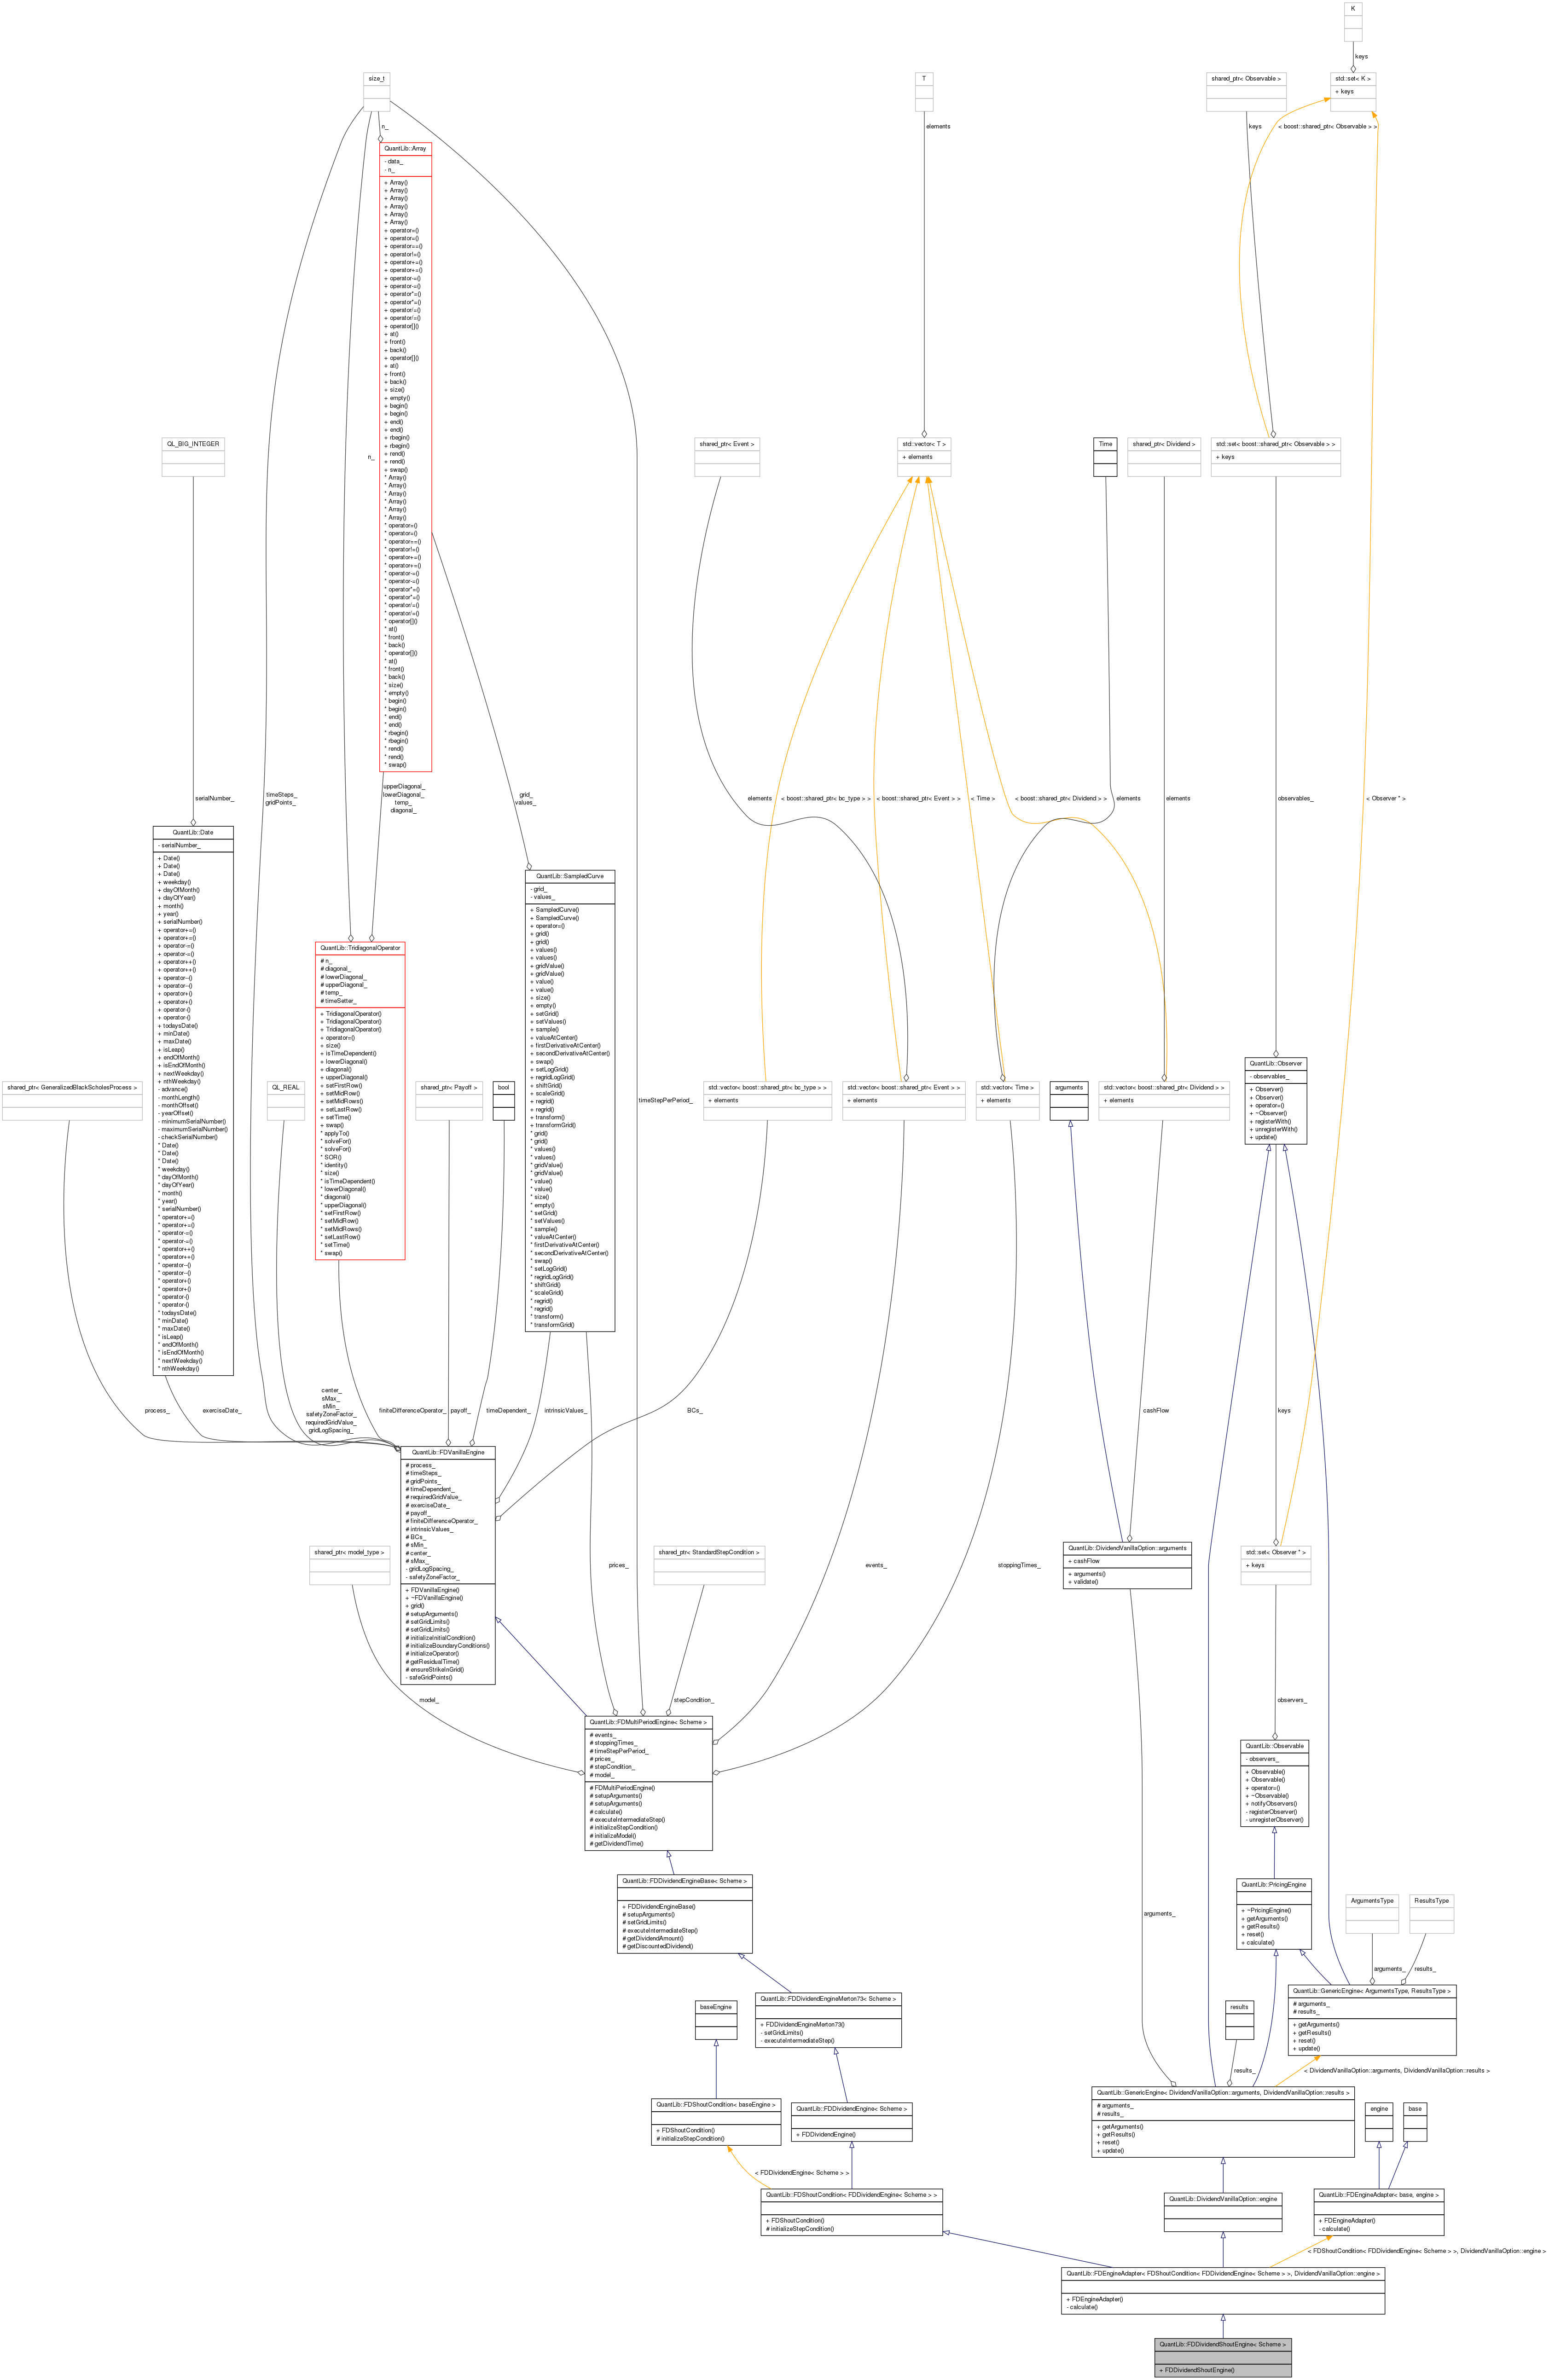 K
keys
size_t
T
shared_ptr< Observable >
std::set< K >
+ keys
n_
elements
keys
< boost::shared_ptr< Observable > >
QuantLib::Array
- data_
- n_
+ Array()
+ Array()
+ Array()
+ Array()
+ Array()
+ Array()
+ operator=()
+ operator=()
+ operator==()
+ operator!=()
+ operator+=()
+ operator+=()
+ operator-=()
+ operator-=()
+ operator*=()
+ operator*=()
+ operator/=()
+ operator/=()
+ operator[]()
+ at()
+ front()
+ back()
+ operator[]()
+ at()
+ front()
+ back()
+ size()
+ empty()
+ begin()
+ begin()
+ end()
+ end()
+ rbegin()
+ rbegin()
+ rend()
+ rend()
+ swap()
* Array()
* Array()
* Array()
* Array()
* Array()
* Array()
* operator=()
* operator=()
* operator==()
* operator!=()
* operator+=()
* operator+=()
* operator-=()
* operator-=()
* operator*=()
* operator*=()
* operator/=()
* operator/=()
* operator[]()
* at()
* front()
* back()
* operator[]()
* at()
* front()
* back()
* size()
* empty()
* begin()
* begin()
* end()
* end()
* rbegin()
* rbegin()
* rend()
* rend()
* swap()
n_
QL_BIG_INTEGER
shared_ptr< Event >
std::vector< T >
+ elements
Time
shared_ptr< Dividend >
std::set< boost::shared_ptr< Observable > >
+ keys
serialNumber_
timeSteps_
gridPoints_
upperDiagonal_
lowerDiagonal_
temp_
diagonal_
grid_
values_
elements
< boost::shared_ptr< bc_type > >
< boost::shared_ptr< Event > >
< Time >
< boost::shared_ptr< Dividend > >
elements
elements
observables_
< Observer * >
QuantLib::Date
- serialNumber_
+ Date()
+ Date()
+ Date()
+ weekday()
+ dayOfMonth()
+ dayOfYear()
+ month()
+ year()
+ serialNumber()
+ operator+=()
+ operator+=()
+ operator-=()
+ operator-=()
+ operator++()
+ operator++()
+ operator--()
+ operator--()
+ operator+()
+ operator+()
+ operator-()
+ operator-()
+ todaysDate()
+ minDate()
+ maxDate()
+ isLeap()
+ endOfMonth()
+ isEndOfMonth()
+ nextWeekday()
+ nthWeekday()
- advance()
- monthLength()
- monthOffset()
- yearOffset()
- minimumSerialNumber()
- maximumSerialNumber()
- checkSerialNumber()
* Date()
* Date()
* Date()
* weekday()
* dayOfMonth()
* dayOfYear()
* month()
* year()
* serialNumber()
* operator+=()
* operator+=()
* operator-=()
* operator-=()
* operator++()
* operator++()
* operator--()
* operator--()
* operator+()
* operator+()
* operator-()
* operator-()
* todaysDate()
* minDate()
* maxDate()
* isLeap()
* endOfMonth()
* isEndOfMonth()
* nextWeekday()
* nthWeekday()
QuantLib::TridiagonalOperator
# n_
# diagonal_
# lowerDiagonal_
# upperDiagonal_
# temp_
# timeSetter_
+ TridiagonalOperator()
+ TridiagonalOperator()
+ TridiagonalOperator()
+ operator=()
+ size()
+ isTimeDependent()
+ lowerDiagonal()
+ diagonal()
+ upperDiagonal()
+ setFirstRow()
+ setMidRow()
+ setMidRows()
+ setLastRow()
+ setTime()
+ swap()
* applyTo()
* solveFor()
* solveFor()
* SOR()
* identity()
* size()
* isTimeDependent()
* lowerDiagonal()
* diagonal()
* upperDiagonal()
* setFirstRow()
* setMidRow()
* setMidRows()
* setLastRow()
* setTime()
* swap()
QuantLib::SampledCurve
- grid_
- values_
+ SampledCurve()
+ SampledCurve()
+ operator=()
+ grid()
+ grid()
+ values()
+ values()
+ gridValue()
+ gridValue()
+ value()
+ value()
+ size()
+ empty()
+ setGrid()
+ setValues()
+ sample()
+ valueAtCenter()
+ firstDerivativeAtCenter()
+ secondDerivativeAtCenter()
+ swap()
+ setLogGrid()
+ regridLogGrid()
+ shiftGrid()
+ scaleGrid()
+ regrid()
+ regrid()
+ transform()
+ transformGrid()
* grid()
* grid()
* values()
* values()
* gridValue()
* gridValue()
* value()
* value()
* size()
* empty()
* setGrid()
* setValues()
* sample()
* valueAtCenter()
* firstDerivativeAtCenter()
* secondDerivativeAtCenter()
* swap()
* setLogGrid()
* regridLogGrid()
* shiftGrid()
* scaleGrid()
* regrid()
* regrid()
* transform()
* transformGrid()
shared_ptr< GeneralizedBlackScholesProcess >
QL_REAL
shared_ptr< Payoff >
bool
timeStepPerPeriod_
std::vector< boost::shared_ptr< bc_type > >
+ elements
std::vector< boost::shared_ptr< Event > >
+ elements
std::vector< Time >
+ elements
arguments
std::vector< boost::shared_ptr< Dividend > >
+ elements
QuantLib::Observer
- observables_
+ Observer()
+ Observer()
+ operator=()
+ ~Observer()
+ registerWith()
+ unregisterWith()
+ update()
process_
exerciseDate_
center_
sMax_
sMin_
safetyZoneFactor_
requiredGridValue_
gridLogSpacing_
finiteDifferenceOperator_
payoff_
timeDependent_
intrinsicValues_
BCs_
cashFlow
keys
QuantLib::FDVanillaEngine
# process_
# timeSteps_
# gridPoints_
# timeDependent_
# requiredGridValue_
# exerciseDate_
# payoff_
# finiteDifferenceOperator_
# intrinsicValues_
# BCs_
# sMin_
# center_
# sMax_
- gridLogSpacing_
- safetyZoneFactor_
+ FDVanillaEngine()
+ ~FDVanillaEngine()
+ grid()
# setupArguments()
# setGridLimits()
# setGridLimits()
# initializeInitialCondition()
# initializeBoundaryConditions()
# initializeOperator()
# getResidualTime()
# ensureStrikeInGrid()
- safeGridPoints()
shared_ptr< model_type >
prices_
shared_ptr< StandardStepCondition >
events_
stoppingTimes_
QuantLib::DividendVanillaOption::arguments
+ cashFlow
+ arguments()
+ validate()
std::set< Observer * >
+ keys
model_
stepCondition_
observers_
QuantLib::FDMultiPeriodEngine< Scheme >
# events_
# stoppingTimes_
# timeStepPerPeriod_
# prices_
# stepCondition_
# model_
# FDMultiPeriodEngine()
# setupArguments()
# setupArguments()
# calculate()
# executeIntermediateStep()
# initializeStepCondition()
# initializeModel()
# getDividendTime()
QuantLib::Observable
- observers_
+ Observable()
+ Observable()
+ operator=()
+ ~Observable()
+ notifyObservers()
- registerObserver()
- unregisterObserver()
QuantLib::FDDividendEngineBase< Scheme >
+ FDDividendEngineBase()
# setupArguments()
# setGridLimits()
# executeIntermediateStep()
# getDividendAmount()
# getDiscountedDividend()
arguments_
QuantLib::PricingEngine
+ ~PricingEngine()
+ getArguments()
+ getResults()
+ reset()
+ calculate()
ArgumentsType
ResultsType
arguments_
results_
baseEngine
QuantLib::FDDividendEngineMerton73< Scheme >
+ FDDividendEngineMerton73()
- setGridLimits()
- executeIntermediateStep()
results
QuantLib::GenericEngine< ArgumentsType, ResultsType >
# arguments_
# results_
+ getArguments()
+ getResults()
+ reset()
+ update()
results_
< DividendVanillaOption::arguments, DividendVanillaOption::results >
QuantLib::FDShoutCondition< baseEngine >
+ FDShoutCondition()
# initializeStepCondition()
QuantLib::FDDividendEngine< Scheme >
+ FDDividendEngine()
QuantLib::GenericEngine< DividendVanillaOption::arguments, DividendVanillaOption::results >
# arguments_
# results_
+ getArguments()
+ getResults()
+ reset()
+ update()
engine
base
< FDDividendEngine< Scheme > >
QuantLib::FDShoutCondition< FDDividendEngine< Scheme > >
+ FDShoutCondition()
# initializeStepCondition()
QuantLib::DividendVanillaOption::engine
QuantLib::FDEngineAdapter< base, engine >
+ FDEngineAdapter()
- calculate()
< FDShoutCondition< FDDividendEngine< Scheme > >, DividendVanillaOption::engine >
QuantLib::FDEngineAdapter< FDShoutCondition< FDDividendEngine< Scheme > >, DividendVanillaOption::engine >
+ FDEngineAdapter()
- calculate()
QuantLib::FDDividendShoutEngine< Scheme >
+ FDDividendShoutEngine()